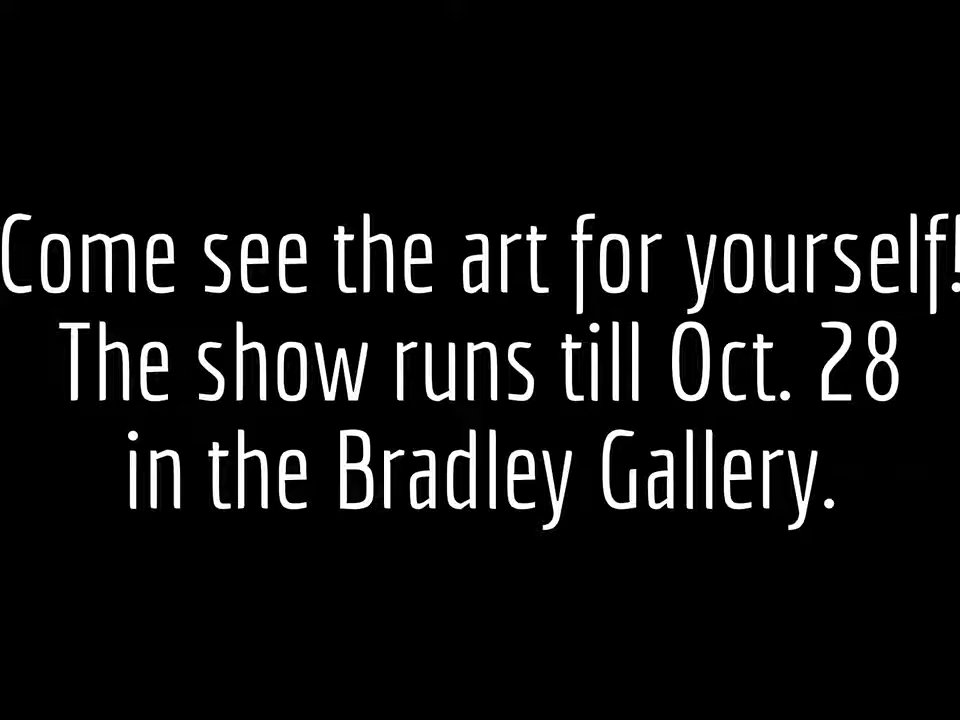 Come see the art for yourself!
The show runs till Oct. 28
in the Bradley Gallery.